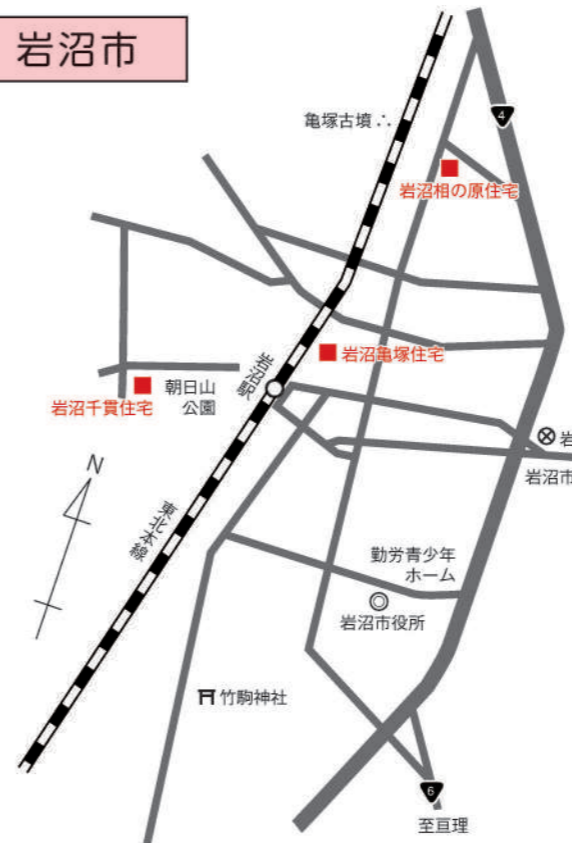 岩沼市
4
亀塚古墳
岩沼相の原住宅
岩沼亀塚住宅
岩沼駅
朝日山
公園
岩沼千貫住宅
岩
岩沼市
N
東北本線
勤労青少年
ホーム
岩沼市役所
竹駒神社
6
至亘理